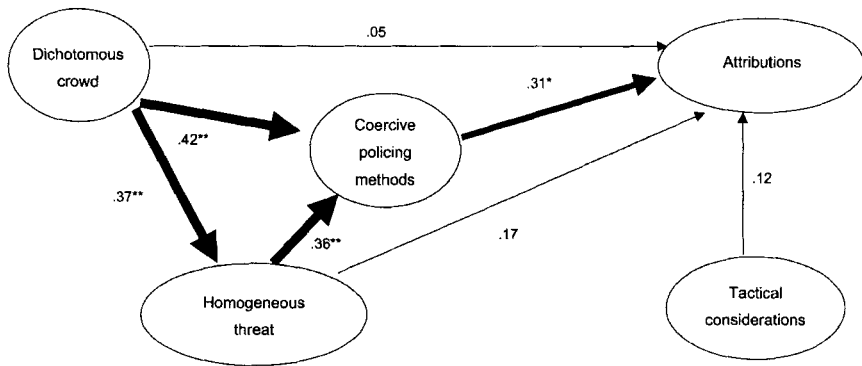 .05
Dichotomous
crowd
Attributions
.31*
.42**
Coercive
policing
methods
.37**
.36**
.17
.12
Homogeneous
threat
Tactical
considerations